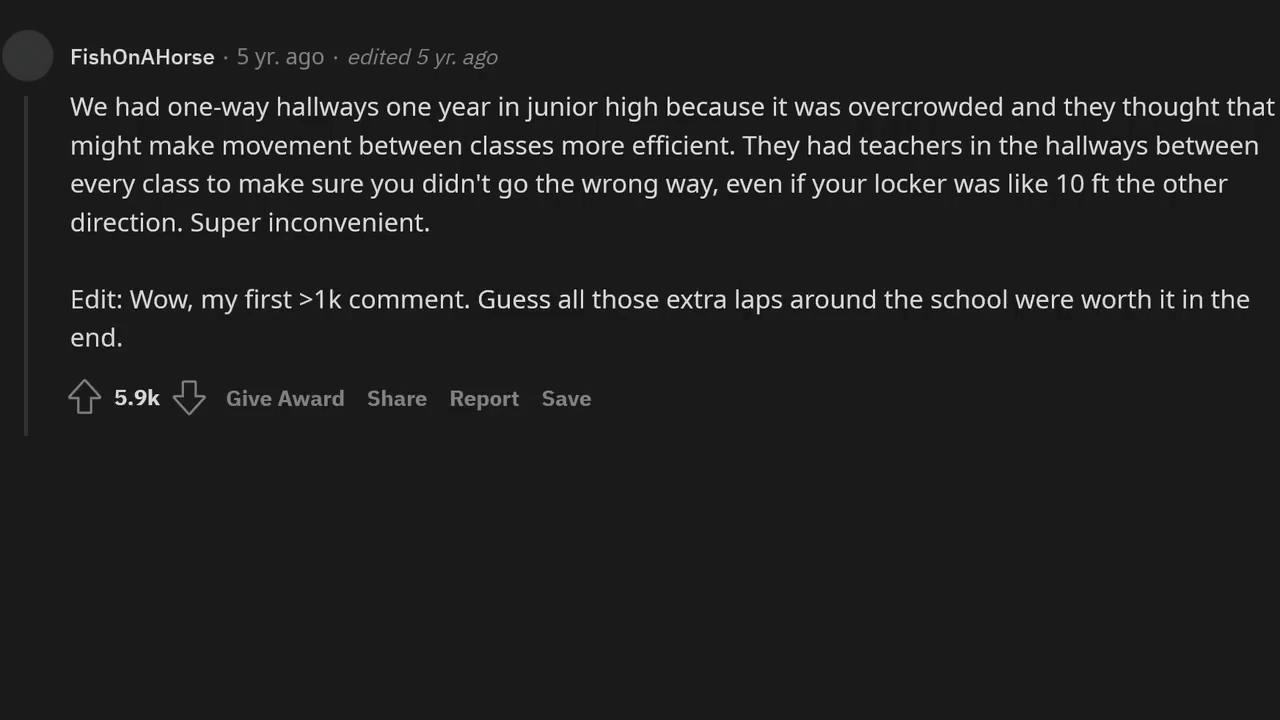 FishOnAHorse · 5 yr. ago · edited 5 yr. ago
We had one-way hallways one year in junior high because it was overcrowded and they thought that
might make movement between classes more efficient. They had teachers in the hallways between
every class to make sure you didn't go the wrong way, even if your locker was like 10 ft the other
direction. Super inconvenient.
Edit: Wow, my first >1k comment. Guess all those extra laps around the school were worth it in the
end.
5.9k Give Award Share Report Save